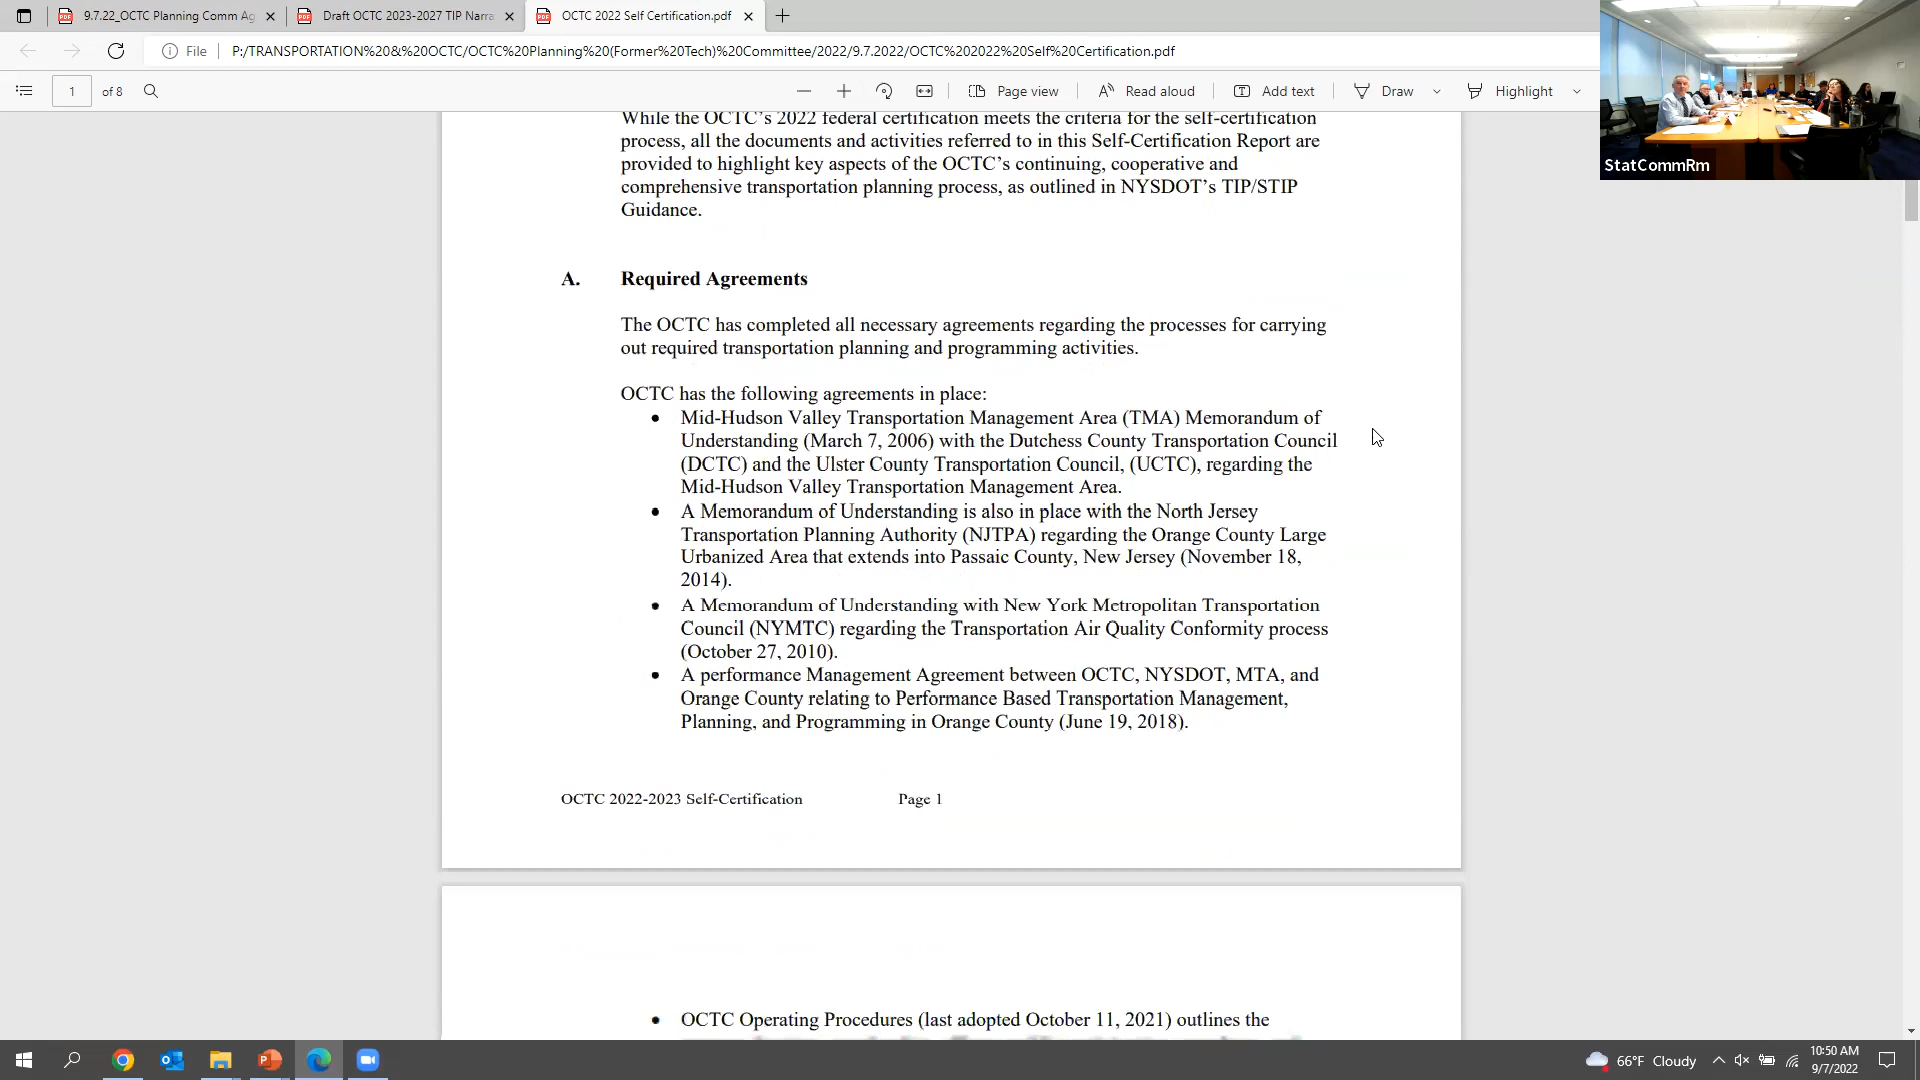 9.7.22_OCTC Planning Comm Ag
Draft OCTC 2023-2027 TIP Narra
OCTC 2022 Self Certification.pdf
File
P:/TRANSPORTATION%20&%20OCTC/OCTC%20Planning%20(Former%20Tech)%20Committee/2022/9.7.2022/OCTC%202022%20Self%20Certification.pdf
1 of 8
Page view
Read aloud
Add text
Draw
Highlight
StatCommRm
While the OCTC’s 2022 federal certification meets the criteria for the self-certification
process, all the documents and activities referred to in this Self-Certification Report are
provided to highlight key aspects of the OCTC’s continuing, cooperative and
comprehensive transportation planning process, as outlined in NYSDOT’s TIP/STIP
Guidance.
A. Required Agreements
The OCTC has completed all necessary agreements regarding the processes for carrying
out required transportation planning and programming activities.
OCTC has the following agreements in place:
• Mid-Hudson Valley Transportation Management Area (TMA) Memorandum of
Understanding (March 7, 2006) with the Dutchess County Transportation Council
(DCTC) and the Ulster County Transportation Council, (UCTC), regarding the
Mid-Hudson Valley Transportation Management Area.
• A Memorandum of Understanding is also in place with the North Jersey
Transportation Planning Authority (NJTPA) regarding the Orange County Large
Urbanized Area that extends into Passaic County, New Jersey (November 18,
2014).
• A Memorandum of Understanding with New York Metropolitan Transportation
Council (NYMTC) regarding the Transportation Air Quality Conformity process
(October 27, 2010).
• A performance Management Agreement between OCTC, NYSDOT, MTA, and
Orange County relating to Performance Based Transportation Management,
Planning, and Programming in Orange County (June 19, 2018).
OCTC 2022-2023 Self-Certification Page 1
• OCTC Operating Procedures (last adopted October 11, 2021) outlines the
66°F Cloudy
10:50 AM
9/7/2022